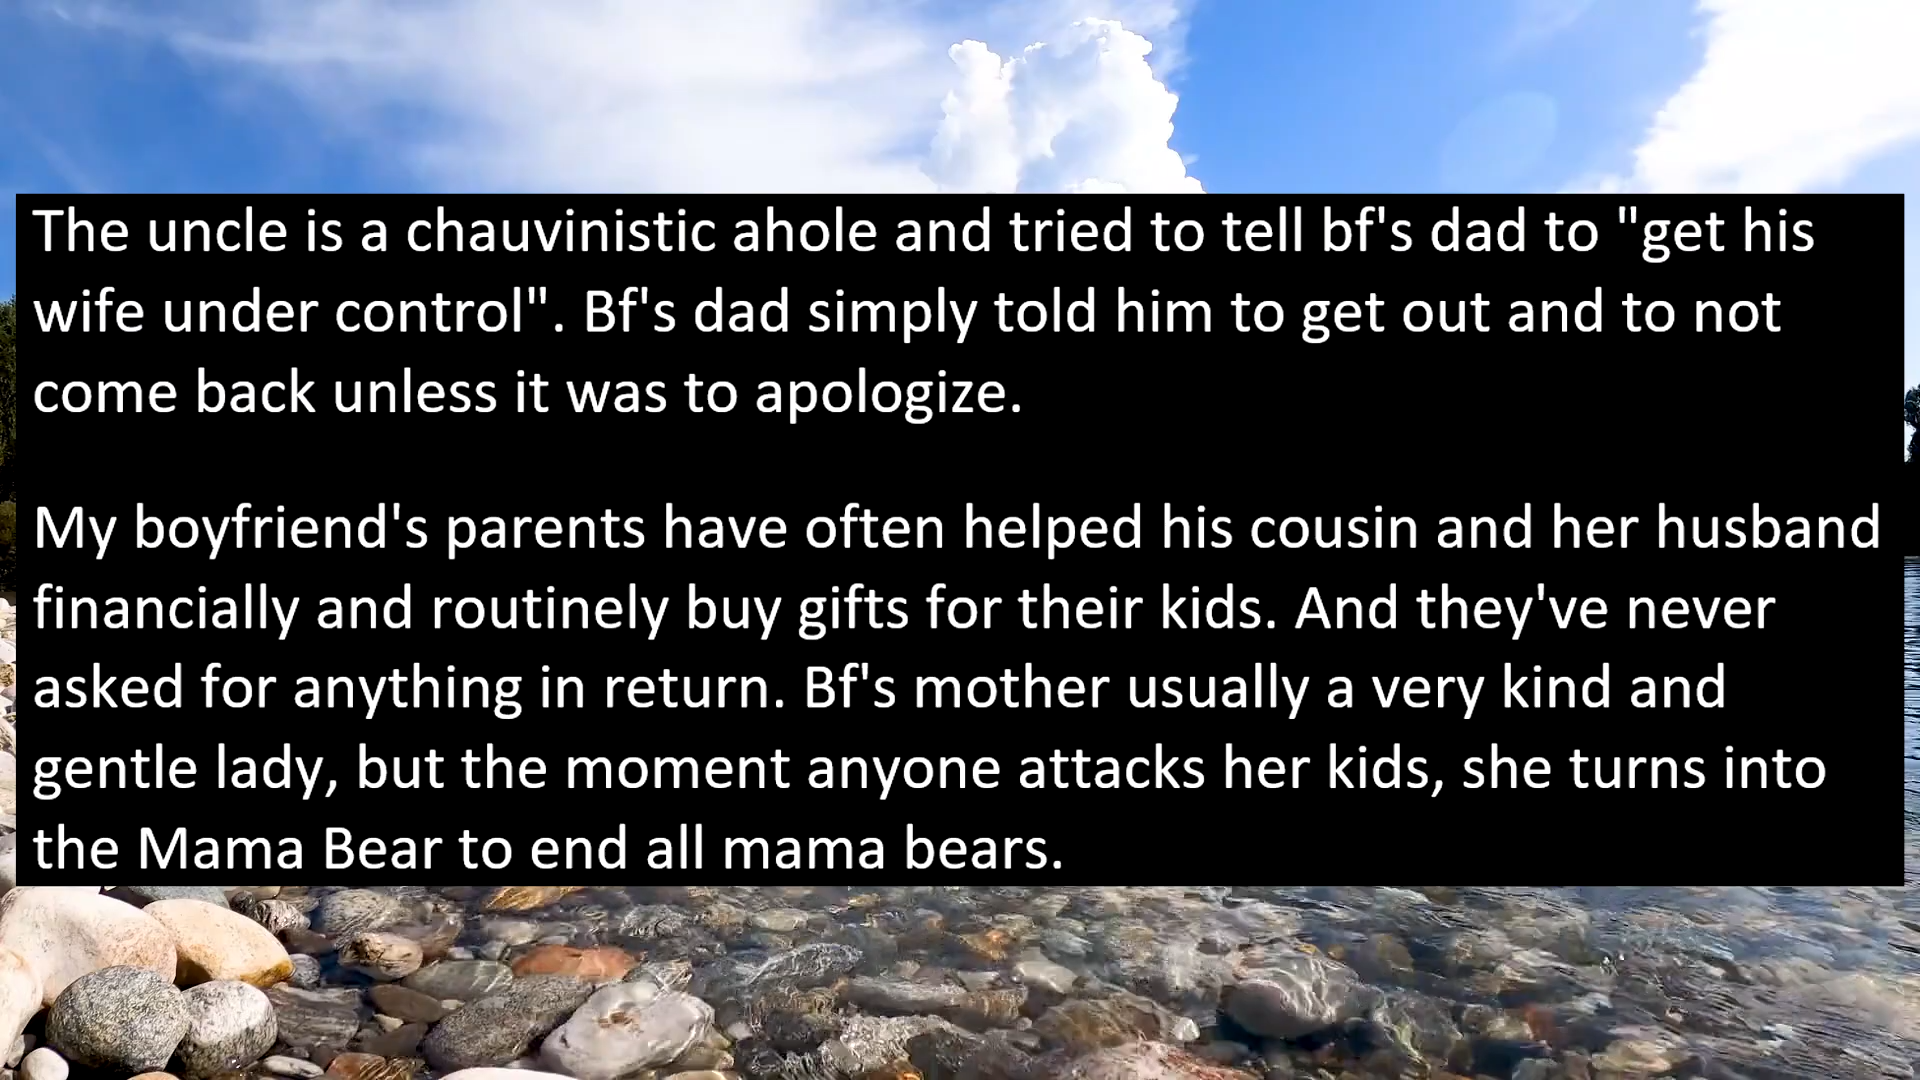 The uncle is a chauvinistic ahole and tried to tell bf's dad to "get his
wife under control". Bf's dad simply told him to get out and to not
come back unless it was to apologize.
My boyfriend's parents have often helped his cousin and her husband
financially and routinely buy gifts for their kids. And they've never
asked for anything in return. Bf's mother usually a very kind and
gentle lady, but the moment anyone attacks her kids, she turns into
the Mama Bear to end all mama bears.